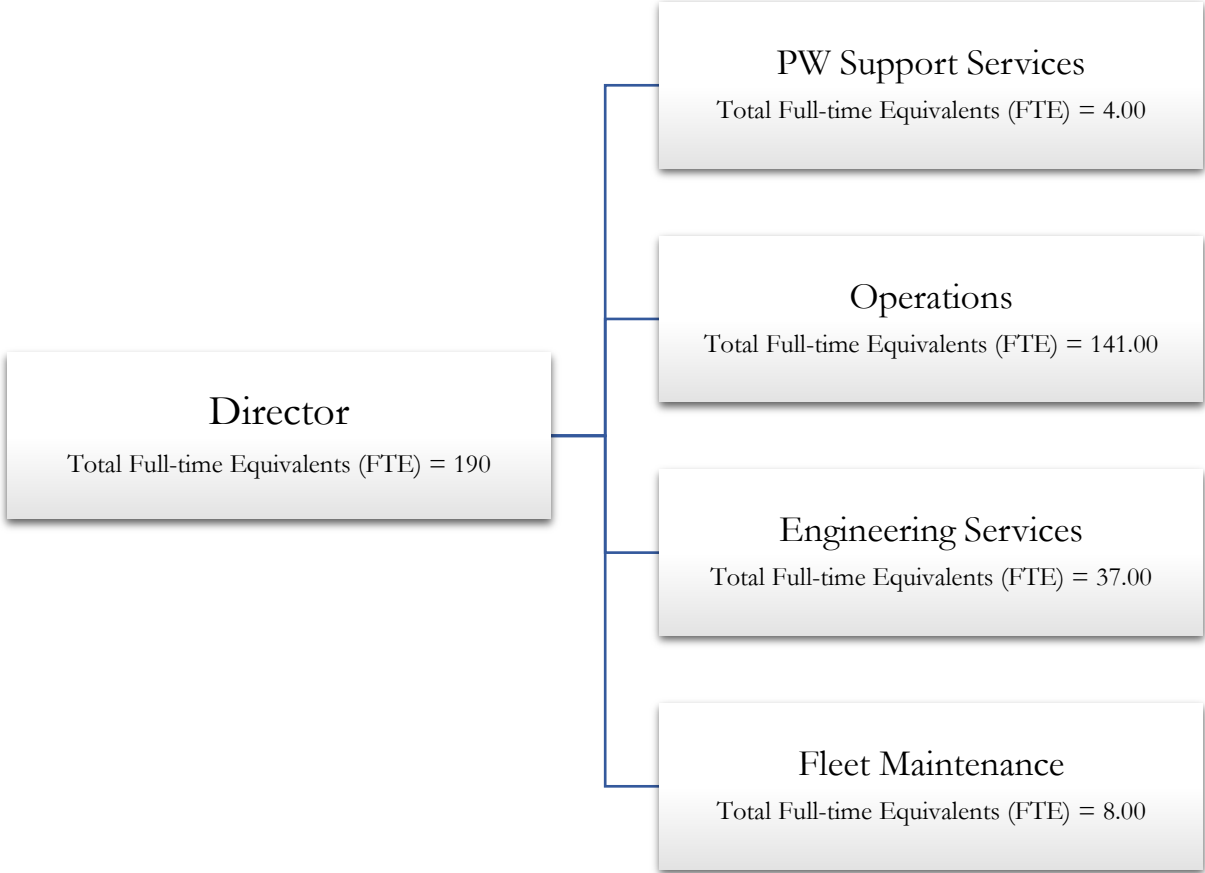 PW Support Services
Total Full-time Equivalents (FTE) = 4.00
Operations
Total Full-time Equivalents (FTE) = 141.00
Director
Total Full-time Equivalents (FTE) = 190
Engineering Services
Total Full-time Equivalents (FTE) = 37.00
Fleet Maintenance
Total Full-time Equivalents (FTE) = 8.00